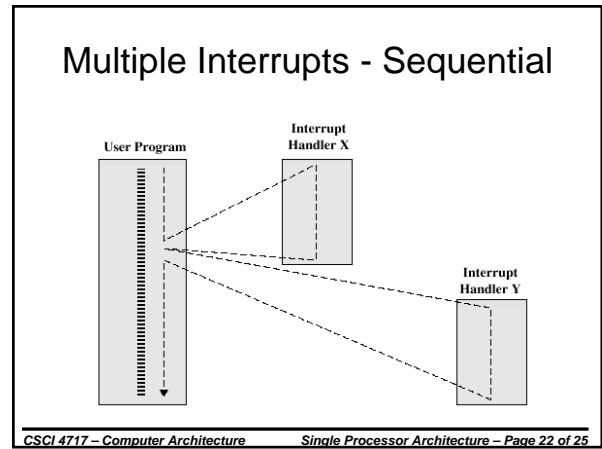 Multiple Interrupts - Sequential
Interrupt
Handler X
User Program
Interrupt
Handler Y
CSCI 4717 – Computer Architecture Single Processor Architecture – Page 22 of 25